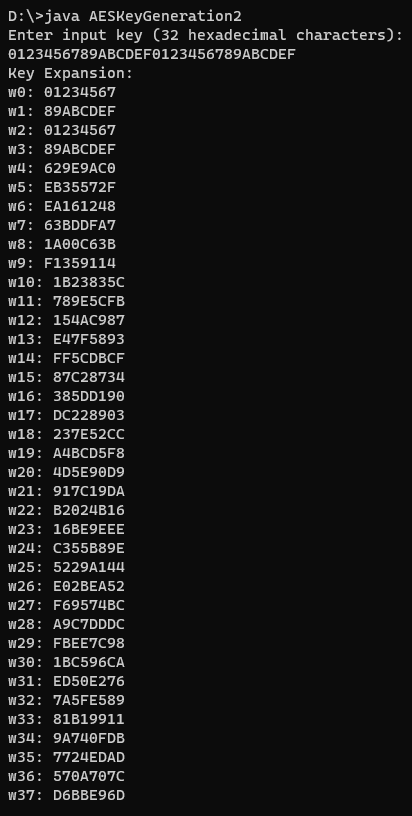 D:\>java AESKeyGeneration2
Enter input key (32 hexadecimal characters):
0123456789ABCDEF0123456789ABCDEF
Key Expansion:
w0: 01234567
w1: 89ABCDEF
w2: 01234567
w3: 89ABCDEF
w4: 629E9AC0
w5: EB35572F
w6: EA161248
w7: 63BDDFA7
w8: 1A00C63B
w9: F1359114
w10: 1B23835C
w11: 789E5CFB
w12: 154AC987
w13: E47F5893
w14: FF5CDBCF
w15: 87C28734
w16: 385DD190
w17: DC228903
w18: 237E52CC
w19: A4BCD5F8
w20: 4D5E90D9
w21: 917C19DA
w22: B2024B16
w23: 16BE9EEE
w24: C355B89E
w25: 5229A144
w26: E02BEA52
w27: F69574BC
w28: A9C7DDDC
w29: FBEE7C98
w30: 1BC596CA
w31: ED50E276
w32: 7A5FE589
w33: 81B19911
w34: 9A740FDB
w35: 7724EDAD
w36: 570A707C
w37: D6BBE96D